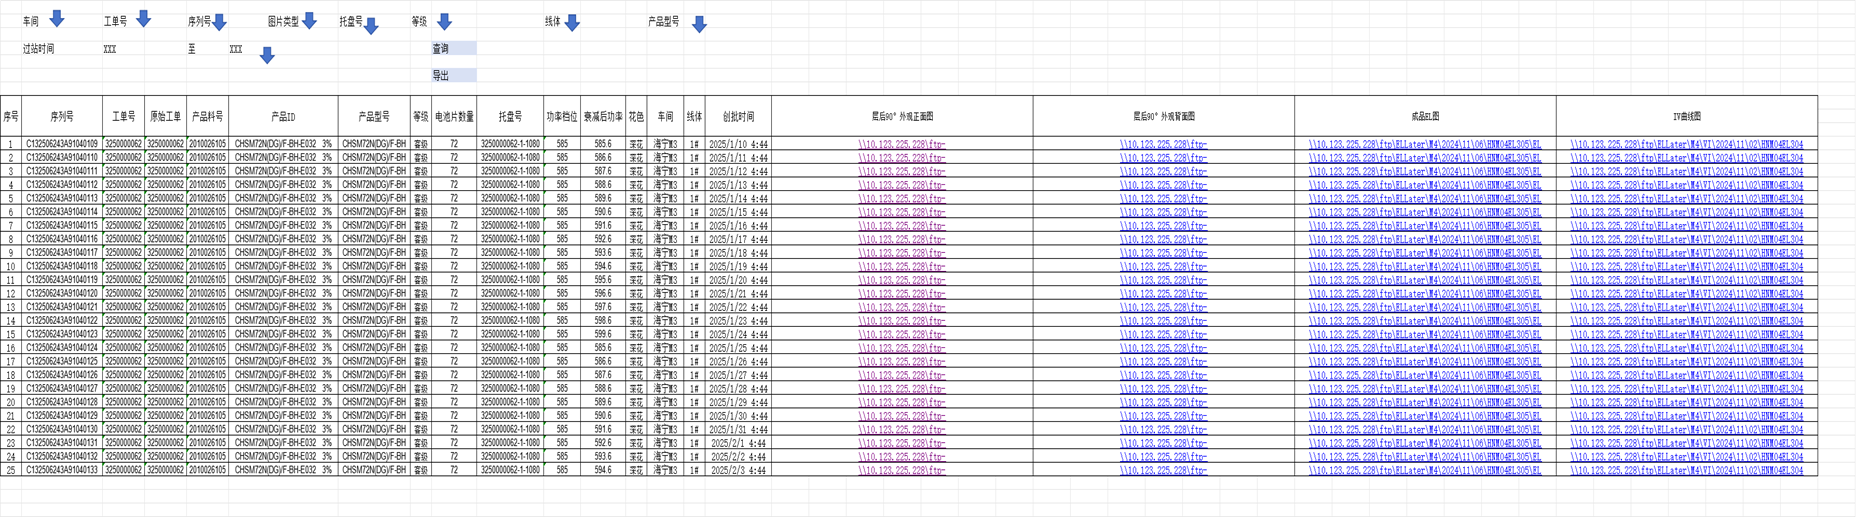 车间 工单号 序列号 图片类型 托盘号 等级 线体 产品型号
过站时间 XXX 至 XXX 查询
导出
序号 序列号 工单号 原始工单 产品料号 产品ID 产品型号 等级 电池片数量 托盘号 功率档位 衰减后功率 花色 车间 线体 创批时间 层后90°外观正面图 层后90°外观背面图 成品EL图 IV曲线图
1 C132506243A91040109 3250000062 3250000062 2010026105 CHSM72N(DG)/F-BH-E032 3% CHSM72N(DG)/F-BH 客级 72 3250000062-1-1080 585 585.6 海宁M3 1# 2025/1/10 4:44 \\10.123.225.228\ftp- \\10.123.225.228\ftp- \\10.123.225.228\ftp\ELLater\M4\2024\11\06\HNM04EL305\EL \\10.123.225.228\ftp\ELLater\M4\VI\2024\11\02\HNM04EL304
2 C132506243A91040110 3250000062 3250000062 2010026105 CHSM72N(DG)/F-BH-E032 3% CHSM72N(DG)/F-BH 客级 72 3250000062-1-1080 585 586.6 海宁M3 1# 2025/1/11 4:44 \\10.123.225.228\ftp- \\10.123.225.228\ftp- \\10.123.225.228\ftp\ELLater\M4\2024\11\06\HNM04EL305\EL \\10.123.225.228\ftp\ELLater\M4\VI\2024\11\02\HNM04EL304
3 C132506243A91040111 3250000062 3250000062 2010026105 CHSM72N(DG)/F-BH-E032 3% CHSM72N(DG)/F-BH 客级 72 3250000062-1-1080 585 587.6 海宁M3 1# 2025/1/12 4:44 \\10.123.225.228\ftp- \\10.123.225.228\ftp- \\10.123.225.228\ftp\ELLater\M4\2024\11\06\HNM04EL305\EL \\10.123.225.228\ftp\ELLater\M4\VI\2024\11\02\HNM04EL304
4 C132506243A91040112 3250000062 3250000062 2010026105 CHSM72N(DG)/F-BH-E032 3% CHSM72N(DG)/F-BH 客级 72 3250000062-1-1080 585 588.6 海宁M3 1# 2025/1/13 4:44 \\10.123.225.228\ftp- \\10.123.225.228\ftp- \\10.123.225.228\ftp\ELLater\M4\2024\11\06\HNM04EL305\EL \\10.123.225.228\ftp\ELLater\M4\VI\2024\11\02\HNM04EL304
5 C132506243A91040113 3250000062 3250000062 2010026105 CHSM72N(DG)/F-BH-E032 3% CHSM72N(DG)/F-BH 客级 72 3250000062-1-1080 585 589.6 海宁M3 1# 2025/1/14 4:44 \\10.123.225.228\ftp- \\10.123.225.228\ftp- \\10.123.225.228\ftp\ELLater\M4\2024\11\06\HNM04EL305\EL \\10.123.225.228\ftp\ELLater\M4\VI\2024\11\02\HNM04EL304
6 C132506243A91040114 3250000062 3250000062 2010026105 CHSM72N(DG)/F-BH-E032 3% CHSM72N(DG)/F-BH 客级 72 3250000062-1-1080 585 590.6 海宁M3 1# 2025/1/15 4:44 \\10.123.225.228\ftp- \\10.123.225.228\ftp- \\10.123.225.228\ftp\ELLater\M4\2024\11\06\HNM04EL305\EL \\10.123.225.228\ftp\ELLater\M4\VI\2024\11\02\HNM04EL304
7 C132506243A91040115 3250000062 3250000062 2010026105 CHSM72N(DG)/F-BH-E032 3% CHSM72N(DG)/F-BH 客级 72 3250000062-1-1080 585 591.6 海宁M3 1# 2025/1/16 4:44 \\10.123.225.228\ftp- \\10.123.225.228\ftp- \\10.123.225.228\ftp\ELLater\M4\2024\11\06\HNM04EL305\EL \\10.123.225.228\ftp\ELLater\M4\VI\2024\11\02\HNM04EL304
8 C132506243A91040116 3250000062 3250000062 2010026105 CHSM72N(DG)/F-BH-E032 3% CHSM72N(DG)/F-BH 客级 72 3250000062-1-1080 585 592.6 海宁M3 1# 2025/1/17 4:44 \\10.123.225.228\ftp- \\10.123.225.228\ftp- \\10.123.225.228\ftp\ELLater\M4\2024\11\06\HNM04EL305\EL \\10.123.225.228\ftp\ELLater\M4\VI\2024\11\02\HNM04EL304
9 C132506243A91040117 3250000062 3250000062 2010026105 CHSM72N(DG)/F-BH-E032 3% CHSM72N(DG)/F-BH 客级 72 3250000062-1-1080 585 593.6 海宁M3 1# 2025/1/18 4:44 \\10.123.225.228\ftp- \\10.123.225.228\ftp- \\10.123.225.228\ftp\ELLater\M4\2024\11\06\HNM04EL305\EL \\10.123.225.228\ftp\ELLater\M4\VI\2024\11\02\HNM04EL304
10 C132506243A91040118 3250000062 3250000062 2010026105 CHSM72N(DG)/F-BH-E032 3% CHSM72N(DG)/F-BH 客级 72 3250000062-1-1080 585 594.6 海宁M3 1# 2025/1/19 4:44 \\10.123.225.228\ftp- \\10.123.225.228\ftp- \\10.123.225.228\ftp\ELLater\M4\2024\11\06\HNM04EL305\EL \\10.123.225.228\ftp\ELLater\M4\VI\2024\11\02\HNM04EL304
11 C132506243A91040119 3250000062 3250000062 2010026105 CHSM72N(DG)/F-BH-E032 3% CHSM72N(DG)/F-BH 客级 72 3250000062-1-1080 585 595.6 海宁M3 1# 2025/1/20 4:44 \\10.123.225.228\ftp- \\10.123.225.228\ftp- \\10.123.225.228\ftp\ELLater\M4\2024\11\06\HNM04EL305\EL \\10.123.225.228\ftp\ELLater\M4\VI\2024\11\02\HNM04EL304
12 C132506243A91040120 3250000062 3250000062 2010026105 CHSM72N(DG)/F-BH-E032 3% CHSM72N(DG)/F-BH 客级 72 3250000062-1-1080 585 596.6 海宁M3 1# 2025/1/21 4:44 \\10.123.225.228\ftp- \\10.123.225.228\ftp- \\10.123.225.228\ftp\ELLater\M4\2024\11\06\HNM04EL305\EL \\10.123.225.228\ftp\ELLater\M4\VI\2024\11\02\HNM04EL304
13 C132506243A91040121 3250000062 3250000062 2010026105 CHSM72N(DG)/F-BH-E032 3% CHSM72N(DG)/F-BH 客级 72 3250000062-1-1080 585 597.6 海宁M3 1# 2025/1/22 4:44 \\10.123.225.228\ftp- \\10.123.225.228\ftp- \\10.123.225.228\ftp\ELLater\M4\2024\11\06\HNM04EL305\EL \\10.123.225.228\ftp\ELLater\M4\VI\2024\11\02\HNM04EL304
14 C132506243A91040122 3250000062 3250000062 2010026105 CHSM72N(DG)/F-BH-E032 3% CHSM72N(DG)/F-BH 客级 72 3250000062-1-1080 585 598.6 海宁M3 1# 2025/1/23 4:44 \\10.123.225.228\ftp- \\10.123.225.228\ftp- \\10.123.225.228\ftp\ELLater\M4\2024\11\06\HNM04EL305\EL \\10.123.225.228\ftp\ELLater\M4\VI\2024\11\02\HNM04EL304
15 C132506243A91040123 3250000062 3250000062 2010026105 CHSM72N(DG)/F-BH-E032 3% CHSM72N(DG)/F-BH 客级 72 3250000062-1-1080 585 599.6 海宁M3 1# 2025/1/24 4:44 \\10.123.225.228\ftp- \\10.123.225.228\ftp- \\10.123.225.228\ftp\ELLater\M4\2024\11\06\HNM04EL305\EL \\10.123.225.228\ftp\ELLater\M4\VI\2024\11\02\HNM04EL304
16 C132506243A91040124 3250000062 3250000062 2010026105 CHSM72N(DG)/F-BH-E032 3% CHSM72N(DG)/F-BH 客级 72 3250000062-1-1080 585 585.6 海宁M3 1# 2025/1/25 4:44 \\10.123.225.228\ftp- \\10.123.225.228\ftp- \\10.123.225.228\ftp\ELLater\M4\2024\11\06\HNM04EL305\EL \\10.123.225.228\ftp\ELLater\M4\VI\2024\11\02\HNM04EL304
17 C132506243A91040125 3250000062 3250000062 2010026105 CHSM72N(DG)/F-BH-E032 3% CHSM72N(DG)/F-BH 客级 72 3250000062-1-1080 585 586.6 海宁M3 1# 2025/1/26 4:44 \\10.123.225.228\ftp- \\10.123.225.228\ftp- \\10.123.225.228\ftp\ELLater\M4\2024\11\06\HNM04EL305\EL \\10.123.225.228\ftp\ELLater\M4\VI\2024\11\02\HNM04EL304
18 C132506243A91040126 3250000062 3250000062 2010026105 CHSM72N(DG)/F-BH-E032 3% CHSM72N(DG)/F-BH 客级 72 3250000062-1-1080 585 587.6 海宁M3 1# 2025/1/27 4:44 \\10.123.225.228\ftp- \\10.123.225.228\ftp- \\10.123.225.228\ftp\ELLater\M4\2024\11\06\HNM04EL305\EL \\10.123.225.228\ftp\ELLater\M4\VI\2024\11\02\HNM04EL304
19 C132506243A91040127 3250000062 3250000062 2010026105 CHSM72N(DG)/F-BH-E032 3% CHSM72N(DG)/F-BH 客级 72 3250000062-1-1080 585 588.6 海宁M3 1# 2025/1/28 4:44 \\10.123.225.228\ftp- \\10.123.225.228\ftp- \\10.123.225.228\ftp\ELLater\M4\2024\11\06\HNM04EL305\EL \\10.123.225.228\ftp\ELLater\M4\VI\2024\11\02\HNM04EL304
20 C132506243A91040128 3250000062 3250000062 2010026105 CHSM72N(DG)/F-BH-E032 3% CHSM72N(DG)/F-BH 客级 72 3250000062-1-1080 585 589.6 海宁M3 1# 2025/1/29 4:44 \\10.123.225.228\ftp- \\10.123.225.228\ftp- \\10.123.225.228\ftp\ELLater\M4\2024\11\06\HNM04EL305\EL \\10.123.225.228\ftp\ELLater\M4\VI\2024\11\02\HNM04EL304
21 C132506243A91040129 3250000062 3250000062 2010026105 CHSM72N(DG)/F-BH-E032 3% CHSM72N(DG)/F-BH 客级 72 3250000062-1-1080 585 590.6 海宁M3 1# 2025/1/30 4:44 \\10.123.225.228\ftp- \\10.123.225.228\ftp- \\10.123.225.228\ftp\ELLater\M4\2024\11\06\HNM04EL305\EL \\10.123.225.228\ftp\ELLater\M4\VI\2024\11\02\HNM04EL304
22 C132506243A91040130 3250000062 3250000062 2010026105 CHSM72N(DG)/F-BH-E032 3% CHSM72N(DG)/F-BH 客级 72 3250000062-1-1080 585 591.6 海宁M3 1# 2025/1/31 4:44 \\10.123.225.228\ftp- \\10.123.225.228\ftp- \\10.123.225.228\ftp\ELLater\M4\2024\11\06\HNM04EL305\EL \\10.123.225.228\ftp\ELLater\M4\VI\2024\11\02\HNM04EL304
23 C132506243A91040131 3250000062 3250000062 2010026105 CHSM72N(DG)/F-BH-E032 3% CHSM72N(DG)/F-BH 客级 72 3250000062-1-1080 585 592.6 海宁M3 1# 2025/2/1 4:44 \\10.123.225.228\ftp- \\10.123.225.228\ftp- \\10.123.225.228\ftp\ELLater\M4\2024\11\06\HNM04EL305\EL \\10.123.225.228\ftp\ELLater\M4\VI\2024\11\02\HNM04EL304
24 C132506243A91040132 3250000062 3250000062 2010026105 CHSM72N(DG)/F-BH-E032 3% CHSM72N(DG)/F-BH 客级 72 3250000062-1-1080 585 593.6 海宁M3 1# 2025/2/2 4:44 \\10.123.225.228\ftp- \\10.123.225.228\ftp- \\10.123.225.228\ftp\ELLater\M4\2024\11\06\HNM04EL305\EL \\10.123.225.228\ftp\ELLater\M4\VI\2024\11\02\HNM04EL304
25 C132506243A91040133 3250000062 3250000062 2010026105 CHSM72N(DG)/F-BH-E032 3% CHSM72N(DG)/F-BH 客级 72 3250000062-1-1080 585 594.6 海宁M3 1# 2025/2/3 4:44 \\10.123.225.228\ftp- \\10.123.225.228\ftp- \\10.123.225.228\ftp\ELLater\M4\2024\11\06\HNM04EL305\EL \\10.123.225.228\ftp\ELLater\M4\VI\2024\11\02\HNM04EL304